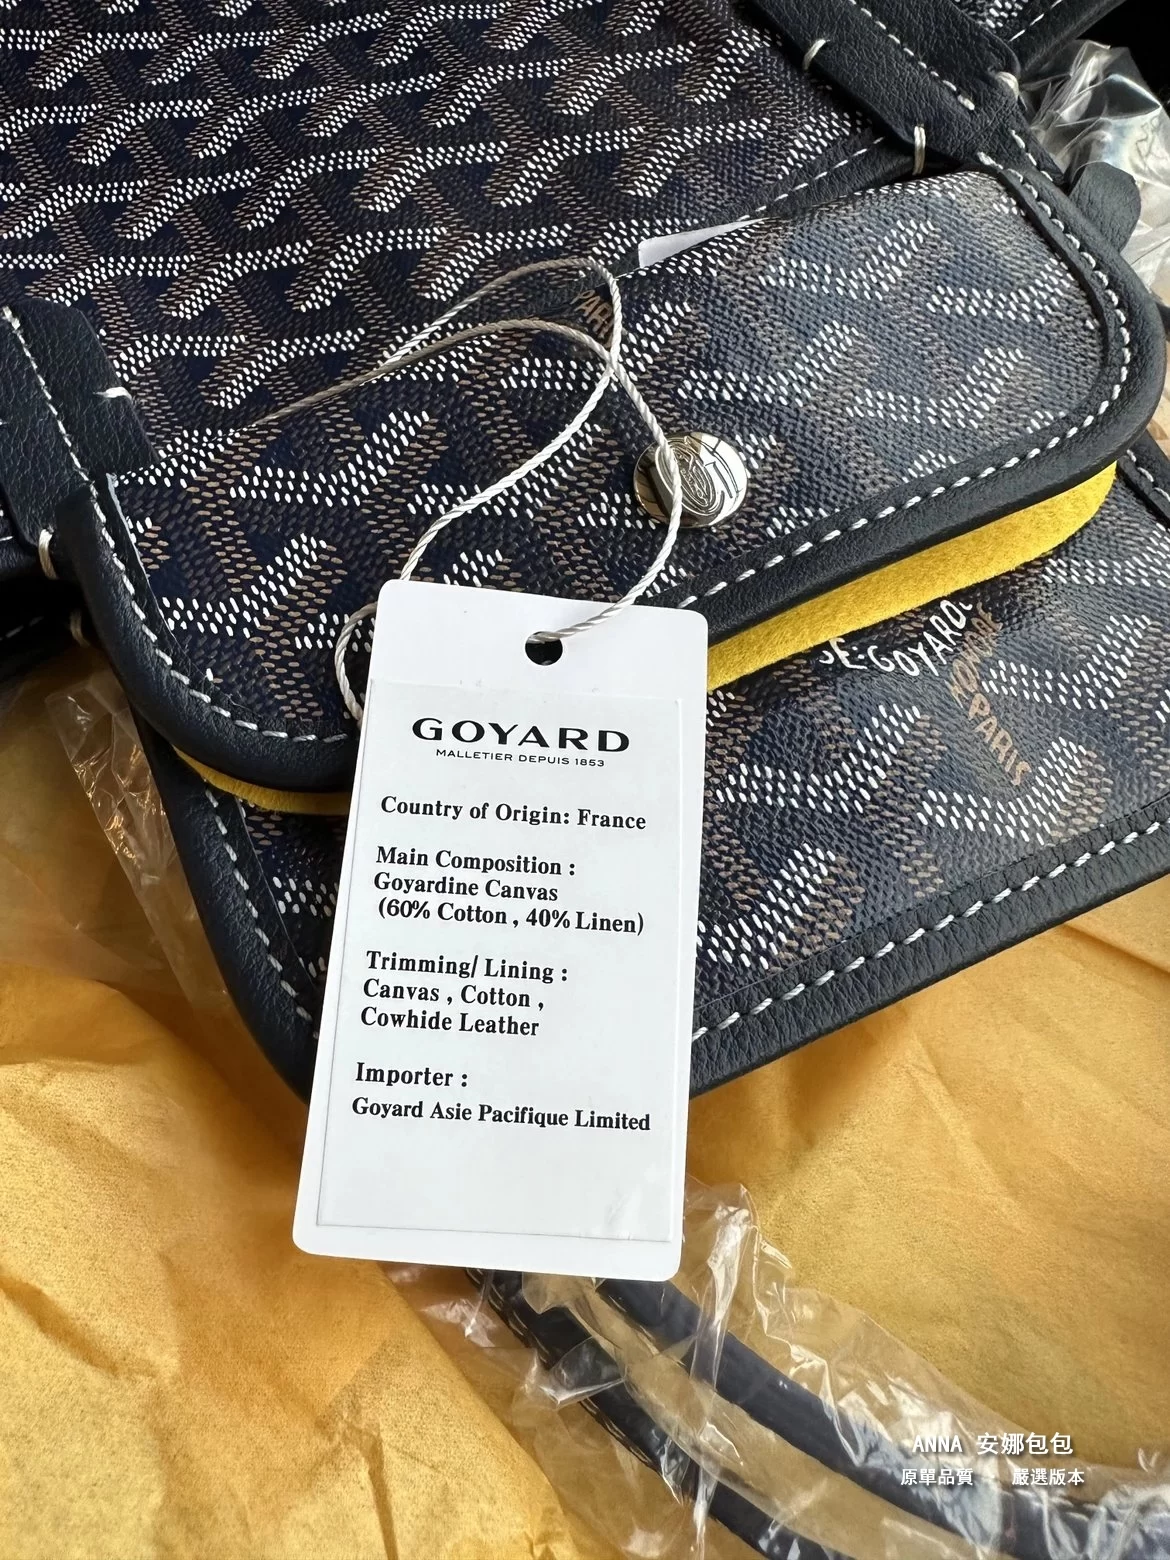 PARIS
GOYARD
MONORÉ
PARIS
GOYARD
MALLETIER DEPUIS 1853
Country of Origin: France
Main Composition :
Goyardine Canvas
(60% Cotton , 40% Linen)
Trimming/ Lining :
Canvas , Cotton ,
Cowhide Leather
Importer :
Goyard Asie Pacifique Limited
ANNA 安娜包包
原單品質 嚴選版本